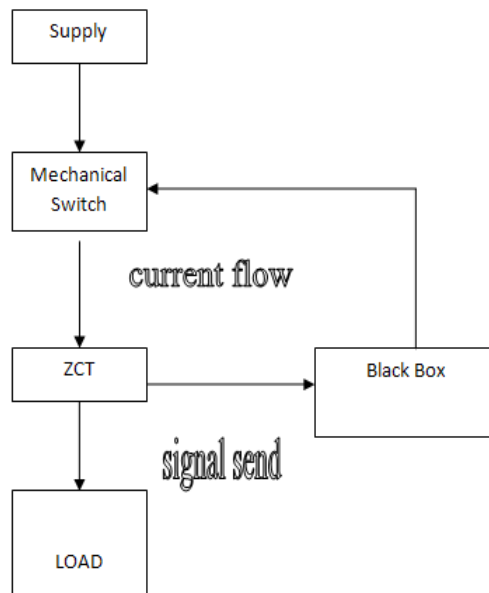 Supply
Mechanical
Switch
current flow
ZCT
Black Box
signal send
LOAD